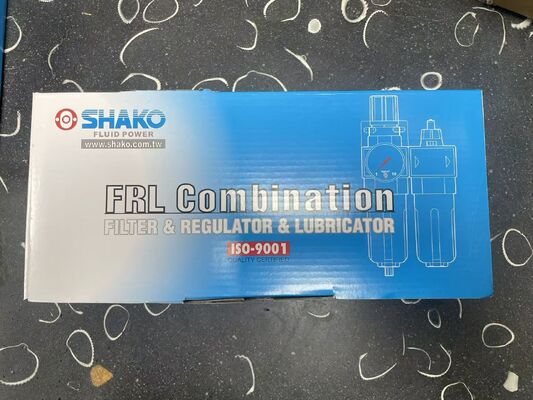 SHAKO
FLUID POWER
www.shako.com.tw
FRL Combination
FILTER & REGULATOR & LUBRICATOR
ISO-9001
QUALITY CERTIFIED